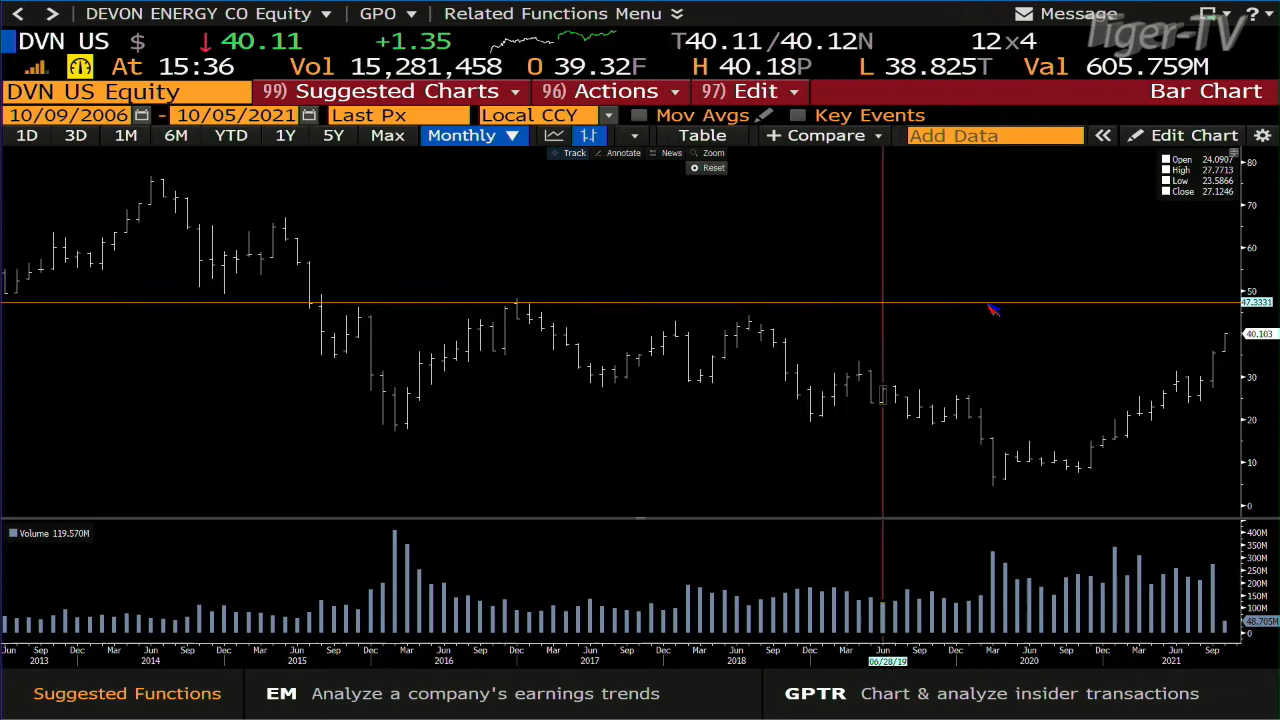 DEVON ENERGY CO Equity GPO Related Functions Menu Message ?
Tiger-TV
DVN US $ ↓ 40.11 +1.35 T40.11/40.12N 12x4
At 15:36 Vol 15,281,458 O 39.32F H 40.18P L 38.825T Val 605.759M
DVN US Equity 99) Suggested Charts 96) Actions 97) Edit Bar Chart
10/09/2006 - 10/05/2021 Last Px Local CCY Mov Avgs Key Events
1D 3D 1M 6M YTD 1Y 5Y Max Monthly ▼ Table + Compare Add Data « Edit Chart
Track Annotate News Zoom
Reset
Open 24.0907
High 27.7713
Low 23.5866
Close 27.1246
80
70
60
50
47.3331
40.103
30
20
10
0
Volume 119.570M
400M
350M
300M
250M
200M
150M
100M
48.705M
0
Jun Sep Dec Mar Jun Sep Dec Mar Jun Sep Dec Mar Jun Sep Dec Mar Jun Sep Dec Mar Jun Sep Dec Mar Jun Sep Dec Mar Jun Sep Dec Mar Jun Sep
2013 2014 2015 2016 2017 2018 06/28/19 2020 2021
Suggested Functions EM Analyze a company's earnings trends GPTR Chart & analyze insider transactions